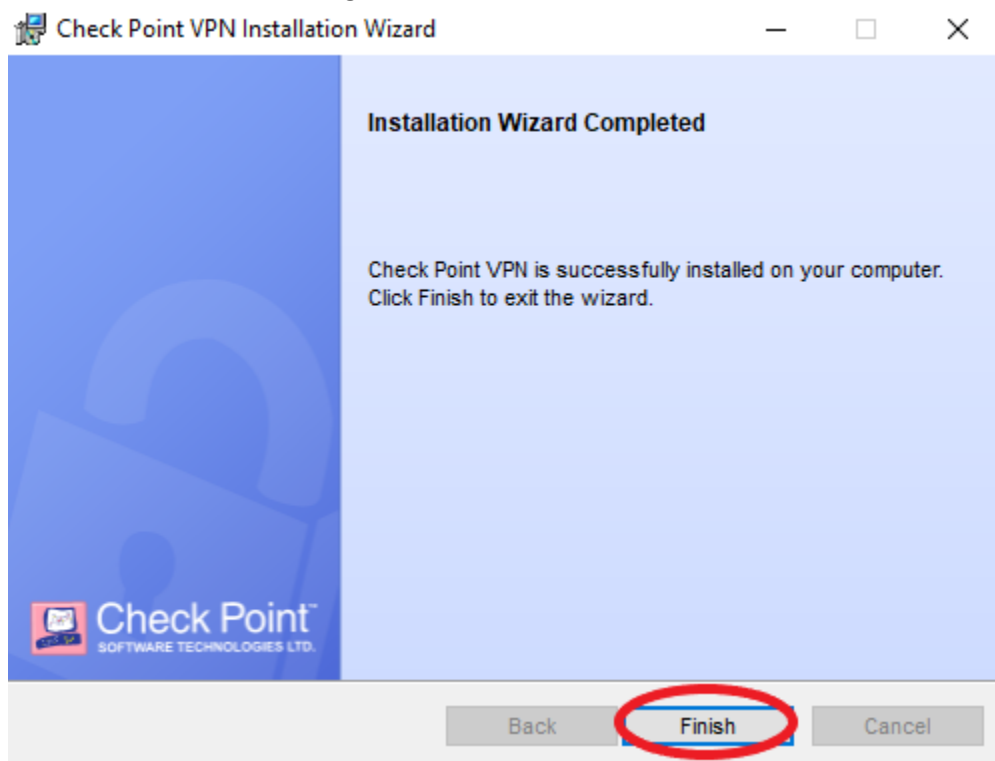 Check Point VPN Installation Wizard
Installation Wizard Completed
Check Point VPN is successfully installed on your computer.
Click Finish to exit the wizard.
Check Point™
SOFTWARE TECHNOLOGIES LTD.
Back
Finish
Cancel